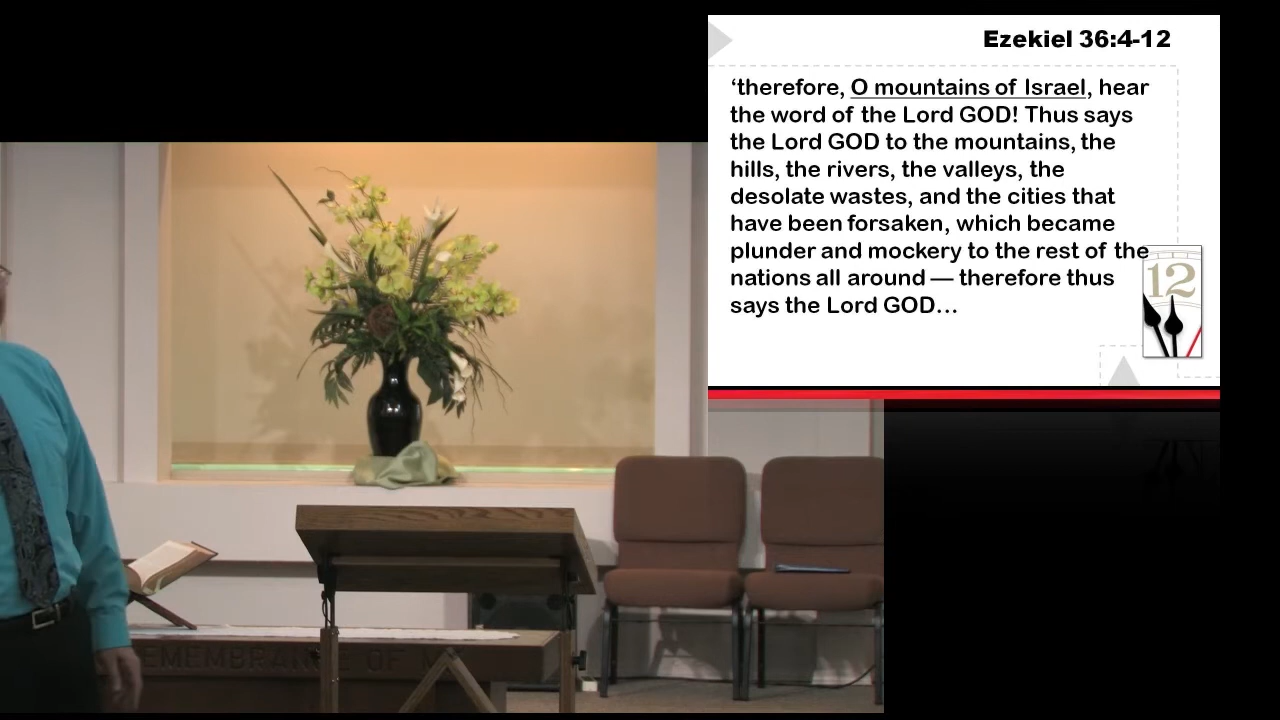 Ezekiel 36:4-12
‘therefore, O mountains of Israel, hear
the word of the Lord GOD! Thus says
the Lord GOD to the mountains, the
hills, the rivers, the valleys, the
desolate wastes, and the cities that
have been forsaken, which became
plunder and mockery to the rest of the
nations all around — therefore thus
says the Lord GOD…
12
EMEMBRANCE OF M